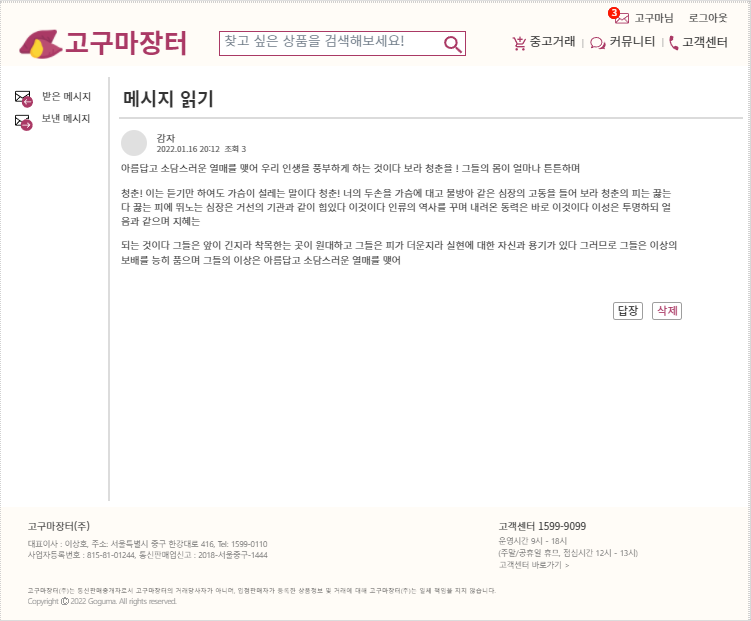 3 고구마님 로그아웃
고구마장터
찾고 싶은 상품을 검색해보세요!
중고거래 | 커뮤니티 | 고객센터
받은 메시지
보낸 메시지
메시지 읽기
감자
2022.01.16 20:12 조회 3
아름답고 소담스러운 열매를 맺어 우리 인생을 풍부하게 하는 것이다 보라 청춘을 ! 그들의 몸이 얼마나 튼튼하며
청춘! 이는 듣기만 하여도 가슴이 설레는 말이다 청춘! 너의 두손을 가슴에 대고 물방아 같은 심장의 고동을 들어 보라 청춘의 피는 끓는
다 끓는 피에 뛰노는 심장은 거선의 기관과 같이 힘있다 이것이다 인류의 역사를 꾸며 내려온 동력은 바로 이것이다 이성은 투명하되 얼
음과 같으며 지혜는
되는 것이다 그들은 앞이 긴지라 착목한는 곳이 원대하고 그들은 피가 더운지라 실현에 대한 자신과 용기가 있다 그러므로 그들은 이상의
보배를 능히 품으며 그들의 이상은 아름답고 소담스러운 열매를 맺어
답장 삭제
고구마장터(주)
대표이사 : 이상호, 주소: 서울특별시 중구 한강대로 416, Tel: 1599-0110
사업자등록번호 : 815-81-01244, 통신판매업신고 : 2018-서울중구-1444
고객센터 1599-9099
운영시간 9시 - 18시
(주말/공휴일 휴무, 점심시간 12시 - 13시)
고객센터 바로가기 >
고구마장터(주)는 통신판매중개자로서 고구마장터의 거래당사자가 아니며, 입점판매자가 등록한 상품정보 및 거래에 대해 고구마장터(주)는 일체 책임을 지지 않습니다.
Copyright Ⓒ 2022 Goguma. All rights reserved.